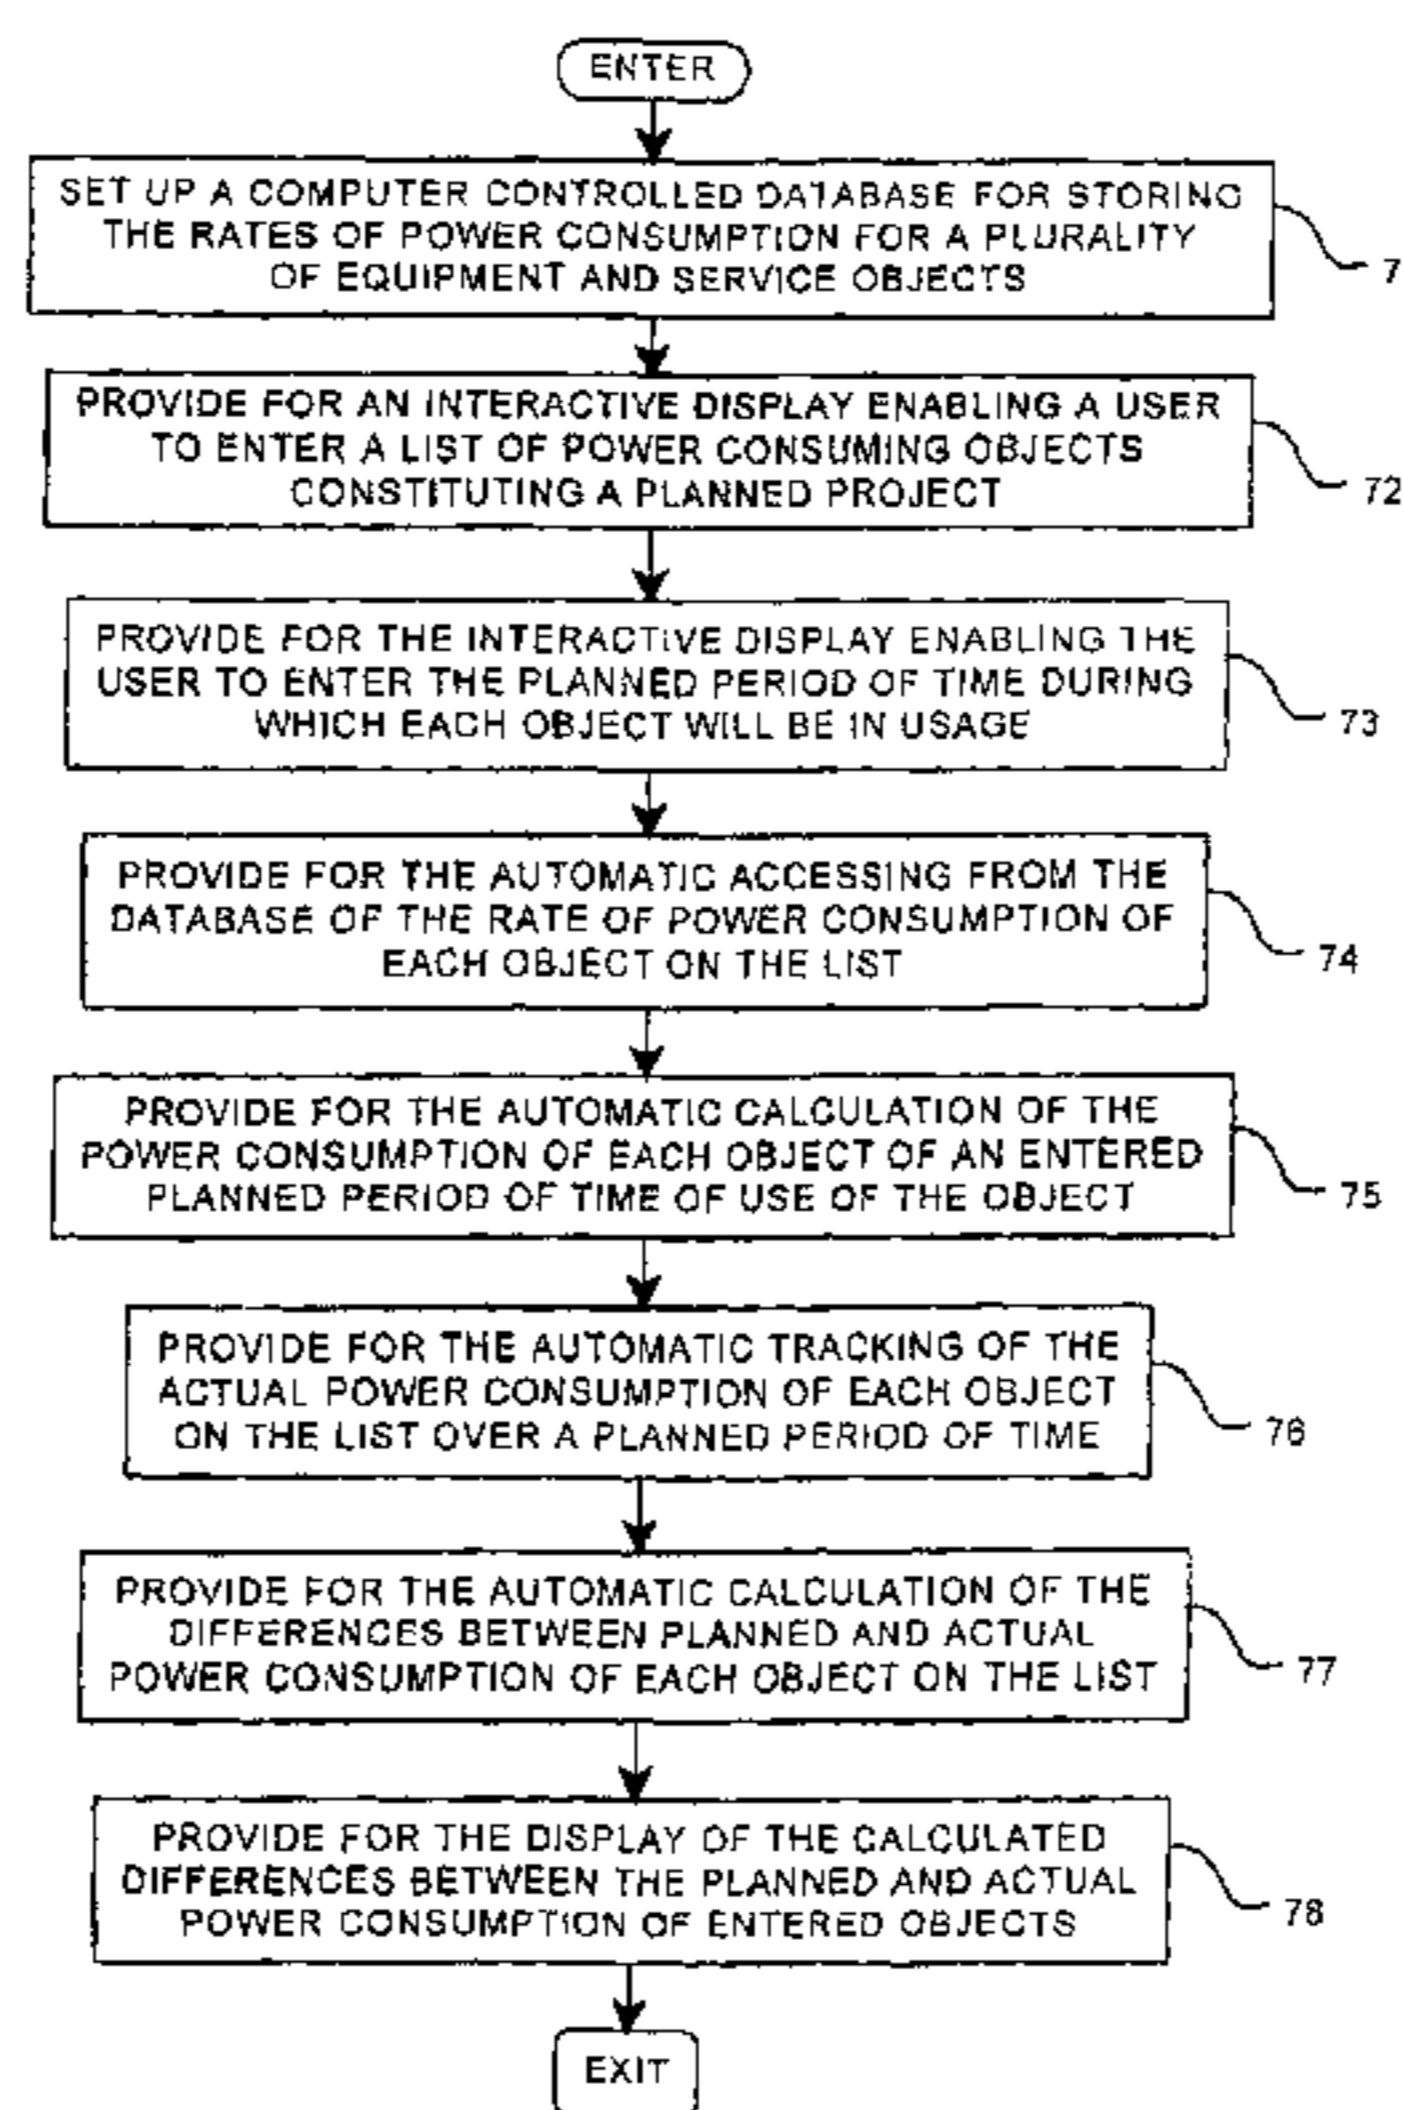 ENTER
SET UP A COMPUTER CONTROLLED DATABASE FOR STORING
THE RATES OF POWER CONSUMPTION FOR A PLURALITY
OF EQUIPMENT AND SERVICE OBJECTS
7
PROVIDE FOR AN INTERACTIVE DISPLAY ENABLING A USER
TO ENTER A LIST OF POWER CONSUMING OBJECTS
CONSTITUTING A PLANNED PROJECT
72
PROVIDE FOR THE INTERACTIVE DISPLAY ENABLING THE
USER TO ENTER THE PLANNED PERIOD OF TIME DURING
WHICH EACH OBJECT WILL BE IN USAGE
73
PROVIDE FOR THE AUTOMATIC ACCESSING FROM THE
DATABASE OF THE RATE OF POWER CONSUMPTION OF
EACH OBJECT ON THE LIST
74
PROVIDE FOR THE AUTOMATIC CALCULATION OF THE
POWER CONSUMPTION OF EACH OBJECT OF AN ENTERED
PLANNED PERIOD OF TIME OF USE OF THE OBJECT
75
PROVIDE FOR THE AUTOMATIC TRACKING OF THE
ACTUAL POWER CONSUMPTION OF EACH OBJECT
ON THE LIST OVER A PLANNED PERIOD OF TIME
76
PROVIDE FOR THE AUTOMATIC CALCULATION OF THE
DIFFERENCES BETWEEN PLANNED AND ACTUAL
POWER CONSUMPTION OF EACH OBJECT ON THE LIST
77
PROVIDE FOR THE DISPLAY OF THE CALCULATED
DIFFERENCES BETWEEN THE PLANNED AND ACTUAL
POWER CONSUMPTION OF ENTERED OBJECTS
78
EXIT